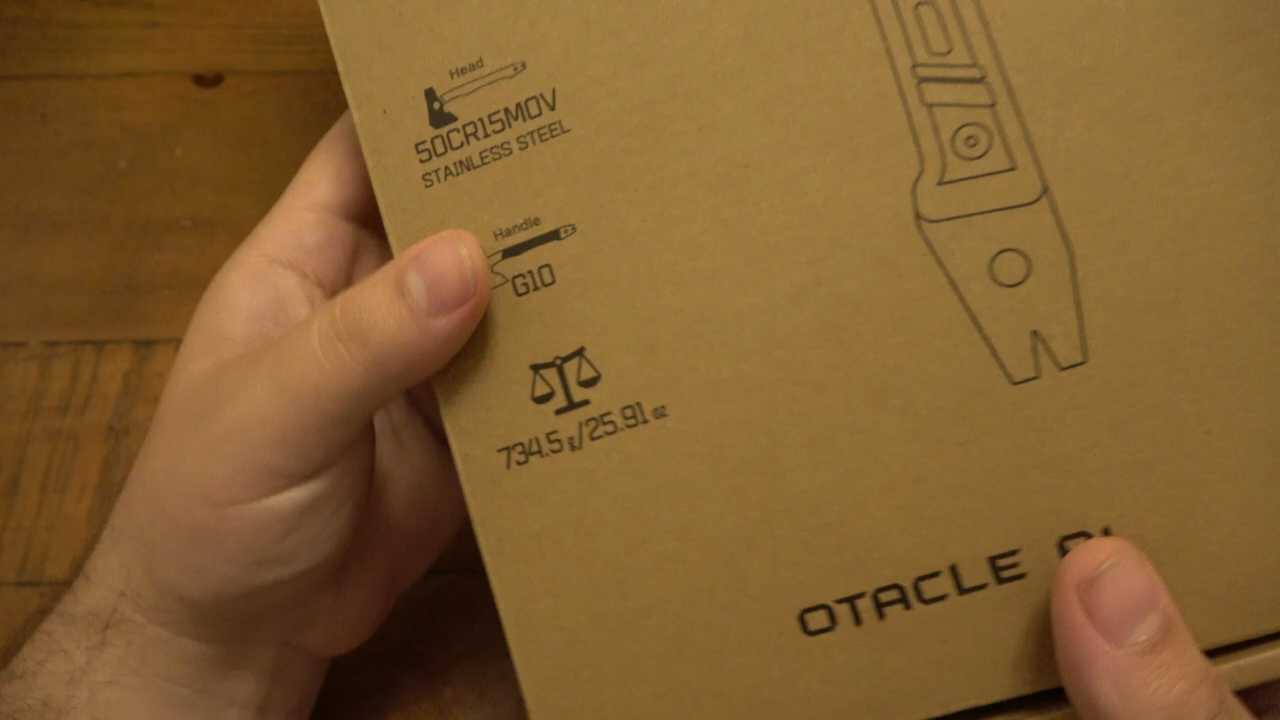 Head
50CR15MOV
STAINLESS STEEL
Handle
G10
734.5 g/25.91 oz
OTACLE